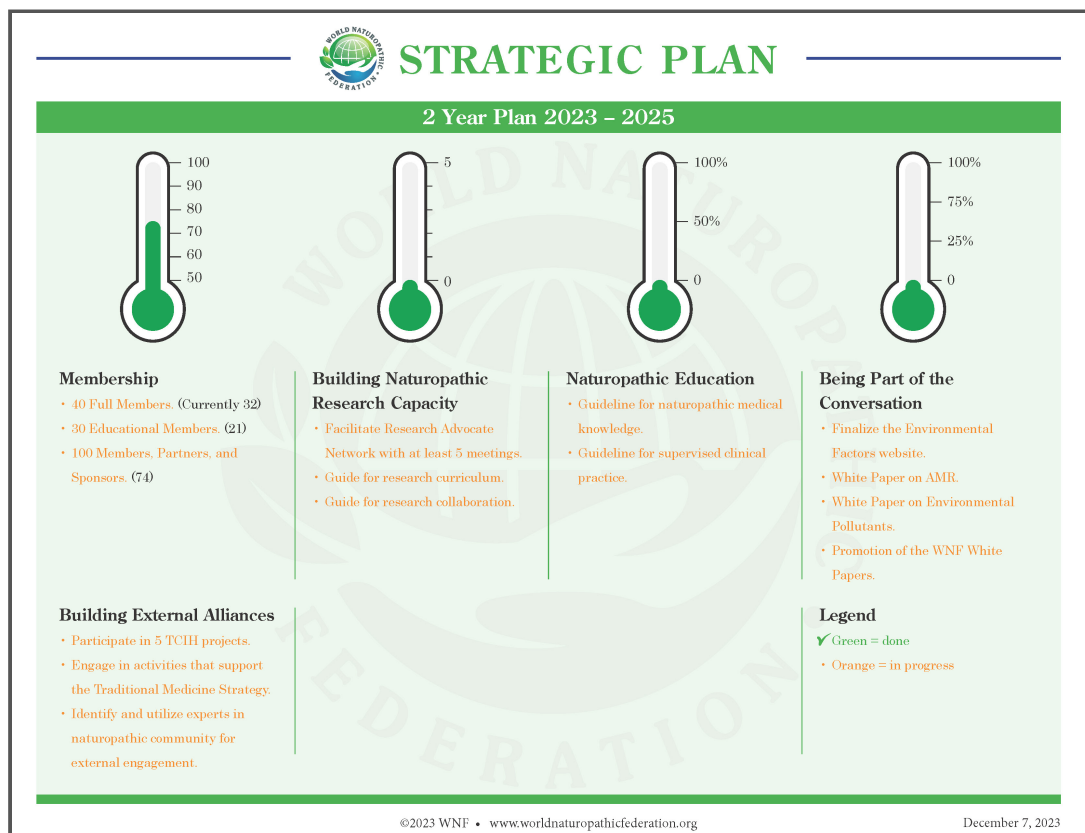 WORLD NATUROPATHIC
FEDERATION
STRATEGIC PLAN
2 Year Plan 2023 – 2025
100
90
80
70
60
50
5
0
100%
50%
0
100%
75%
25%
0
Membership
• 40 Full Members. (Currently 32)
• 30 Educational Members. (21)
• 100 Members, Partners, and
Sponsors. (74)
Building Naturopathic
Research Capacity
• Facilitate Research Advocate
Network with at least 5 meetings.
• Guide for research curriculum.
• Guide for research collaboration.
Naturopathic Education
• Guideline for naturopathic medical
knowledge.
• Guideline for supervised clinical
practice.
Being Part of the
Conversation
• Finalize the Environmental
Factors website.
• White Paper on AMR.
• White Paper on Environmental
Pollutants.
• Promotion of the WNF White
Papers.
Building External Alliances
• Participate in 5 TCIH projects.
• Engage in activities that support
the Traditional Medicine Strategy.
• Identify and utilize experts in
naturopathic community for
external engagement.
Legend
Green = done
• Orange = in progress
WORLD NATUROPATHIC
FEDERATION
©2023 WNF • www.worldnaturopathicfederation.org
December 7, 2023